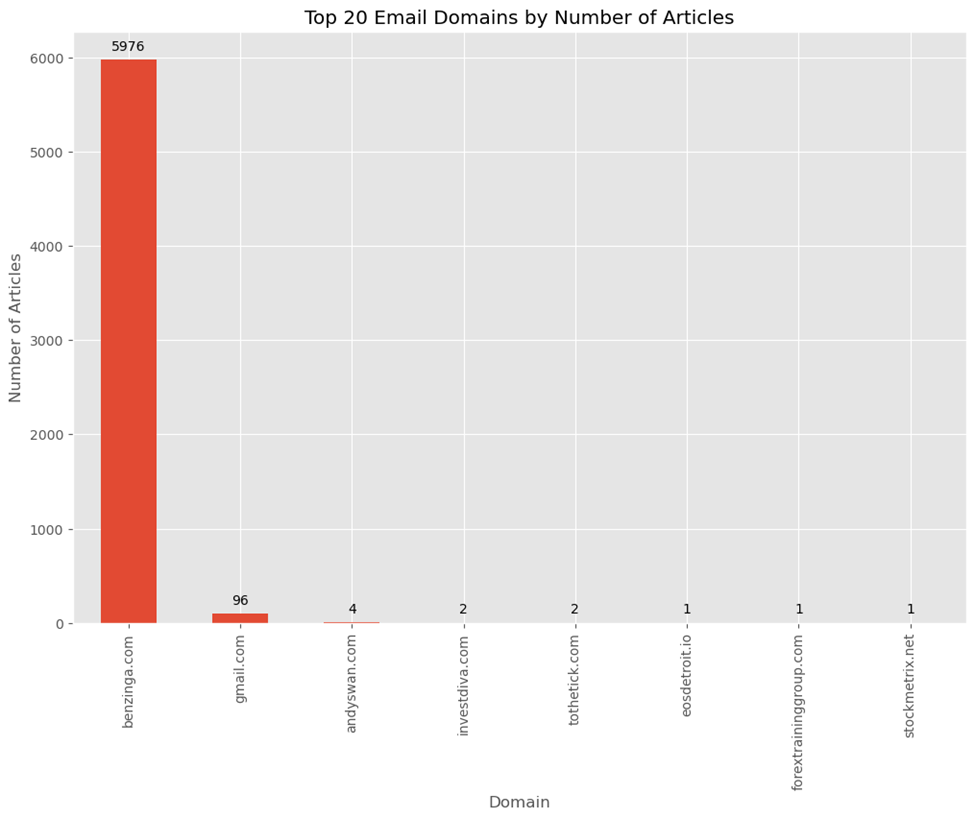 Top 20 Email Domains by Number of Articles
5976
96
4
2
2
1
1
1
6000
5000
4000
3000
2000
1000
0
Number of Articles
benzinga.com
gmail.com
andyswan.com
investdiva.com
tothetick.com
eosdetroit.io
forextraininggroup.com
stockmetrix.net
Domain